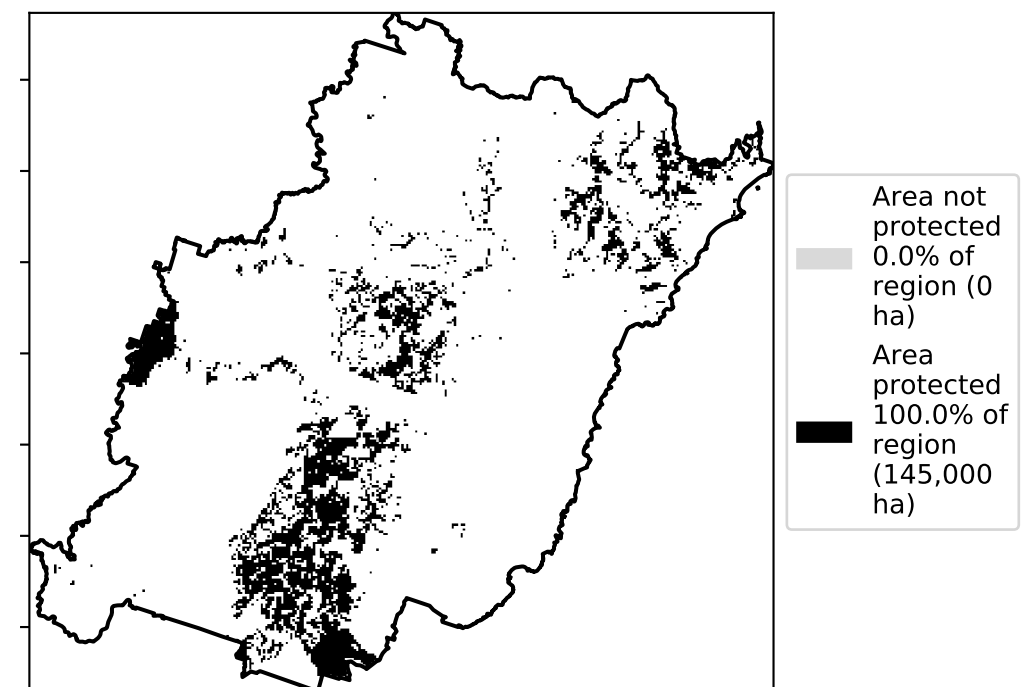 Area not
protected
0.0% of
region (0
ha)
Area
protected
100.0% of
region
(145,000
ha)